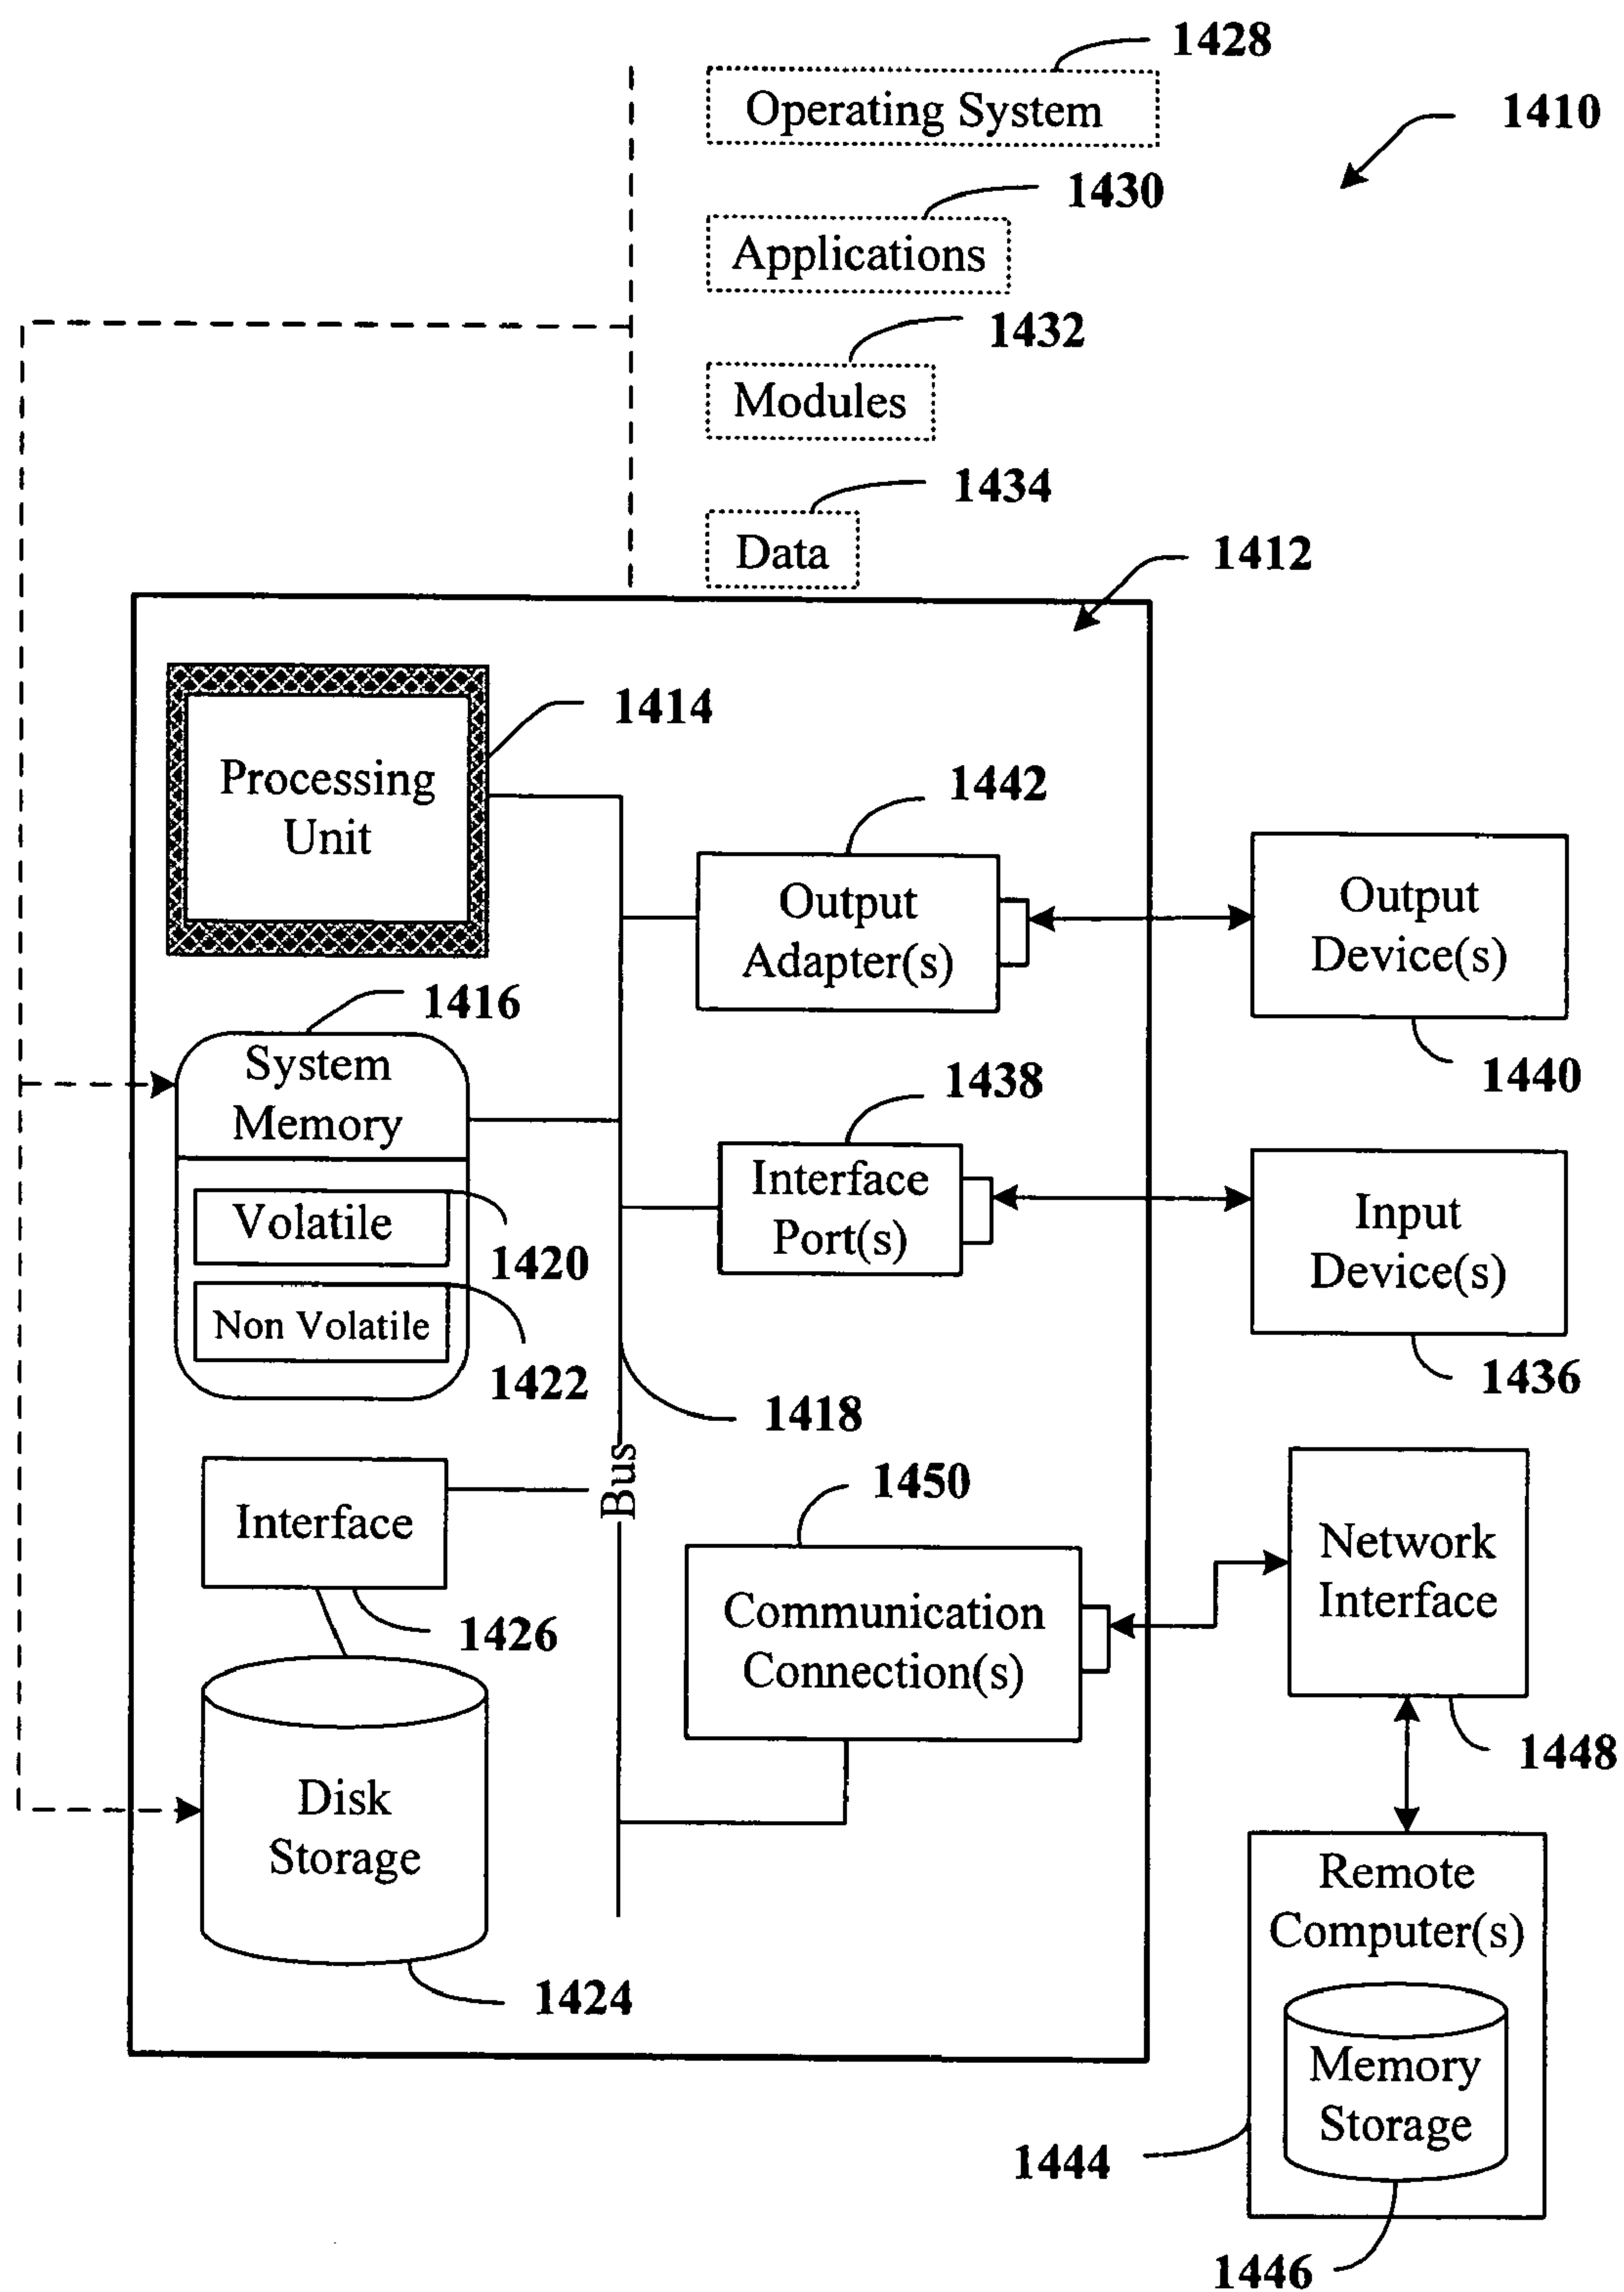 1428
Operating System
1410
1430
Applications
1432
Modules
1434
Data
1412
1414
Processing
Unit
1442
Output
Adapter(s)
Output
Device(s)
1440
1416
System
Memory
1438
Interface
Port(s)
Input
Device(s)
1436
Volatile
1420
Non Volatile
1422
1418
Bus
Interface
1426
1450
Communication
Connection(s)
Network
Interface
1448
Disk
Storage
1424
Remote
Computer(s)
Memory
Storage
1444
1446